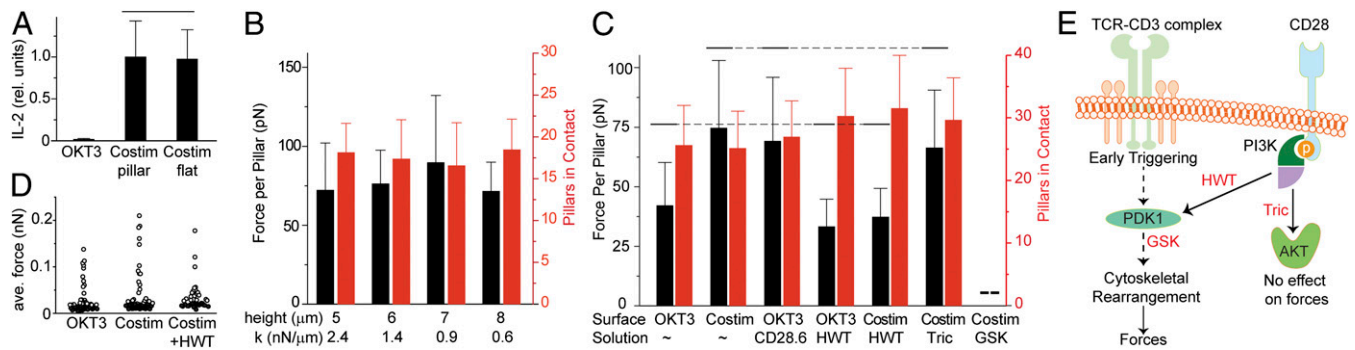 A
IL-2 (rel. units)
1.0
0.5
0
OKT3 Costim Costim
pillar flat
B
Force per Pillar (pN)
150
100
75
50
0
30
25
20
15
10
5
0
Pillars in Contact
height (μm) 5 6 7 8
k (nN/μm) 2.4 1.4 0.9 0.6
C
Force Per Pillar (pN)
100
75
50
25
0
40
30
20
10
0
Pillars in Contact
Surface OKT3 Costim OKT3 OKT3 Costim Costim Costim
Solution ~ ~ CD28.6 HWT HWT Tric GSK
D
ave. force (nN)
0.2
0.1
0
OKT3 Costim Costim
+HWT
E
TCR-CD3 complex CD28
Early Triggering
PI3K
p
HWT
Tric
PDK1
GSK
AKT
Cytoskeletal
Rearrangement
No effect
on forces
Forces